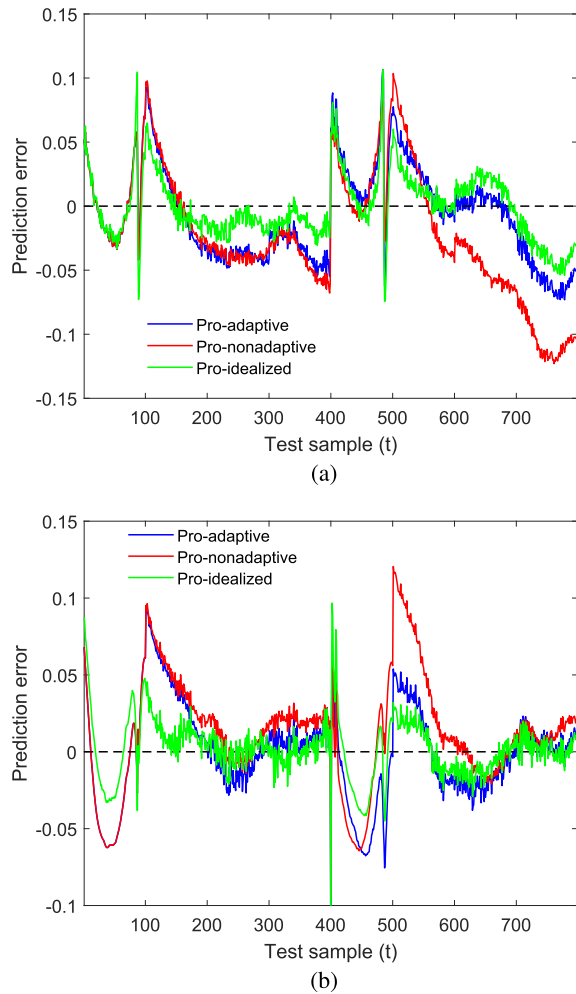 0.15
0.1
0.05
0
-0.05
-0.1
-0.15
Prediction error
Pro-adaptive
Pro-nonadaptive
Pro-idealized
100 200 300 400 500 600 700
Test sample (t)
(a)
0.15
0.1
0.05
0
-0.05
-0.1
Prediction error
Pro-adaptive
Pro-nonadaptive
Pro-idealized
100 200 300 400 500 600 700
Test sample (t)
(b)